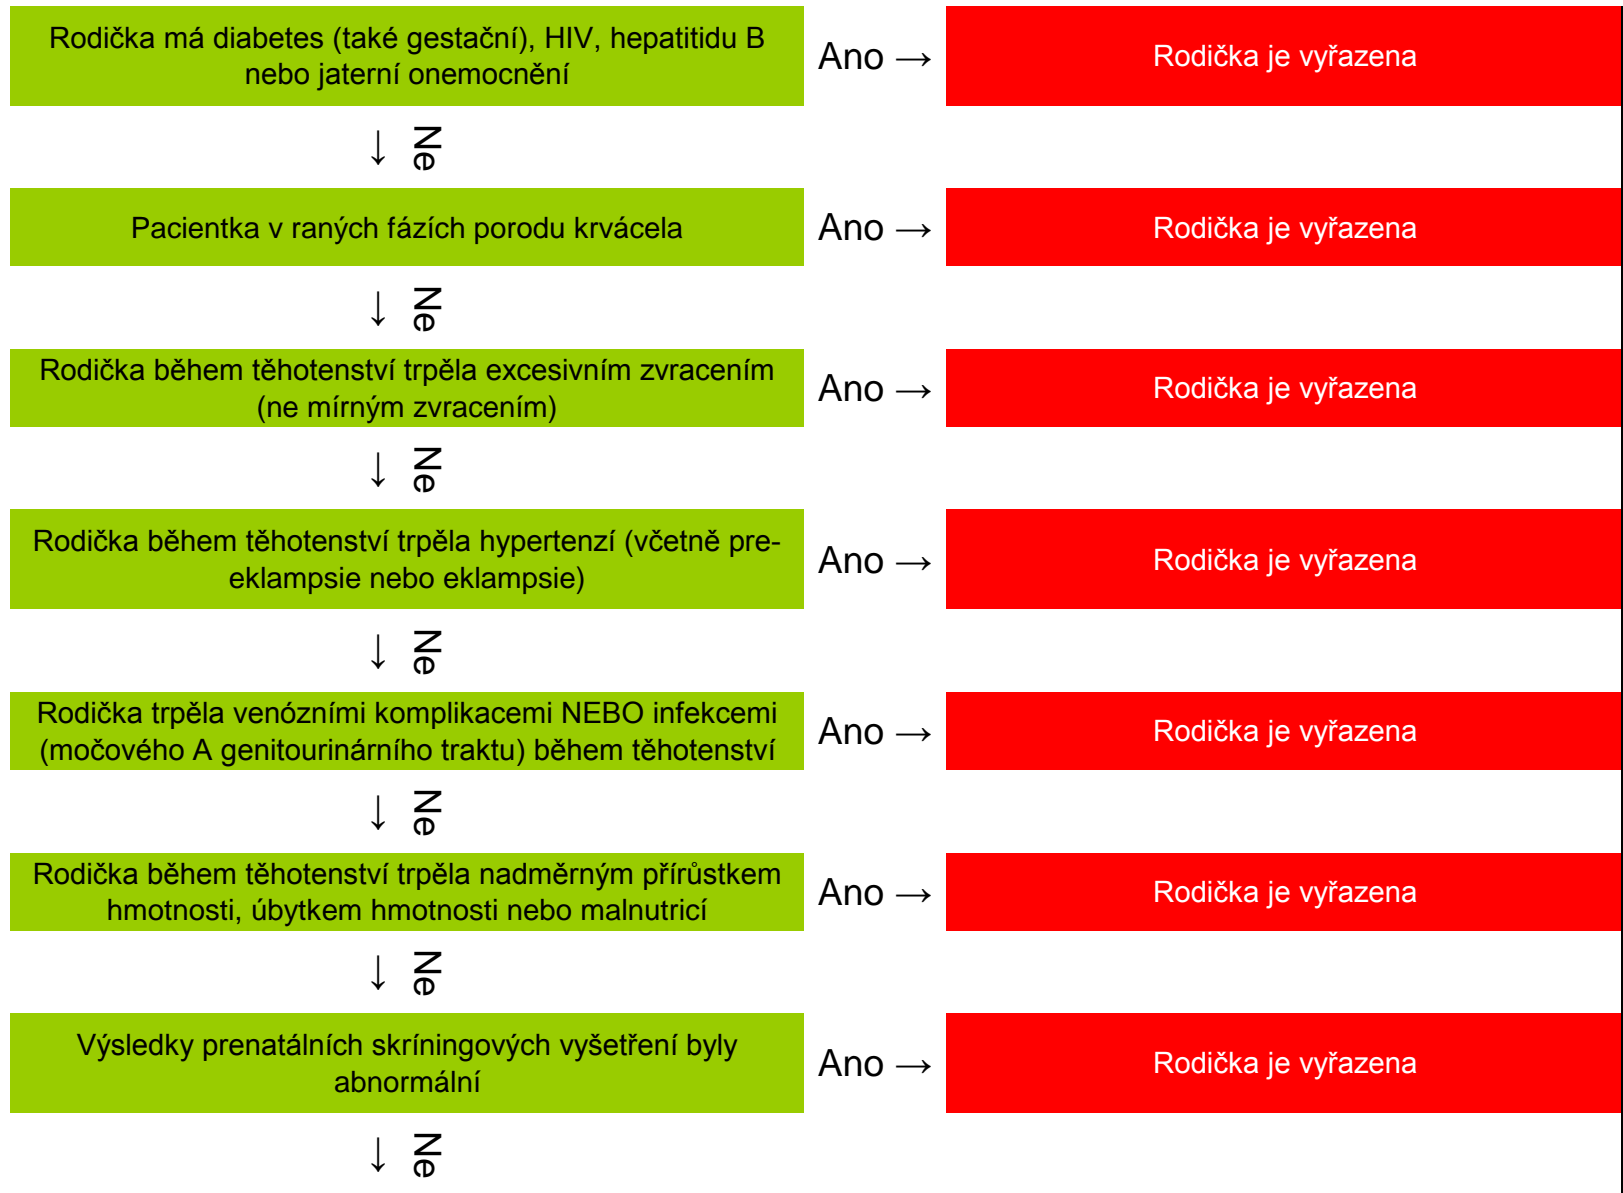 Rodička má diabetes (také gestační), HIV, hepatitidu B
nebo jaterní onemocnění
Ano →
Rodička je vyřazena
↓ Ne
Pacientka v raných fázích porodu krvácela
Ano →
Rodička je vyřazena
↓ Ne
Rodička během těhotenství trpěla excesivním zvracením
(ne mírným zvracením)
Ano →
Rodička je vyřazena
↓ Ne
Rodička během těhotenství trpěla hypertenzí (včetně pre-
eklampsie nebo eklampsie)
Ano →
Rodička je vyřazena
↓ Ne
Rodička trpěla venózními komplikacemi NEBO infekcemi
(močového A genitourinárního traktu) během těhotenství
Ano →
Rodička je vyřazena
↓ Ne
Rodička během těhotenství trpěla nadměrným přírůstkem
hmotnosti, úbytkem hmotnosti nebo malnutricí
Ano →
Rodička je vyřazena
↓ Ne
Výsledky prenatálních skríningových vyšetření byly
abnormální
Ano →
Rodička je vyřazena
↓ Ne